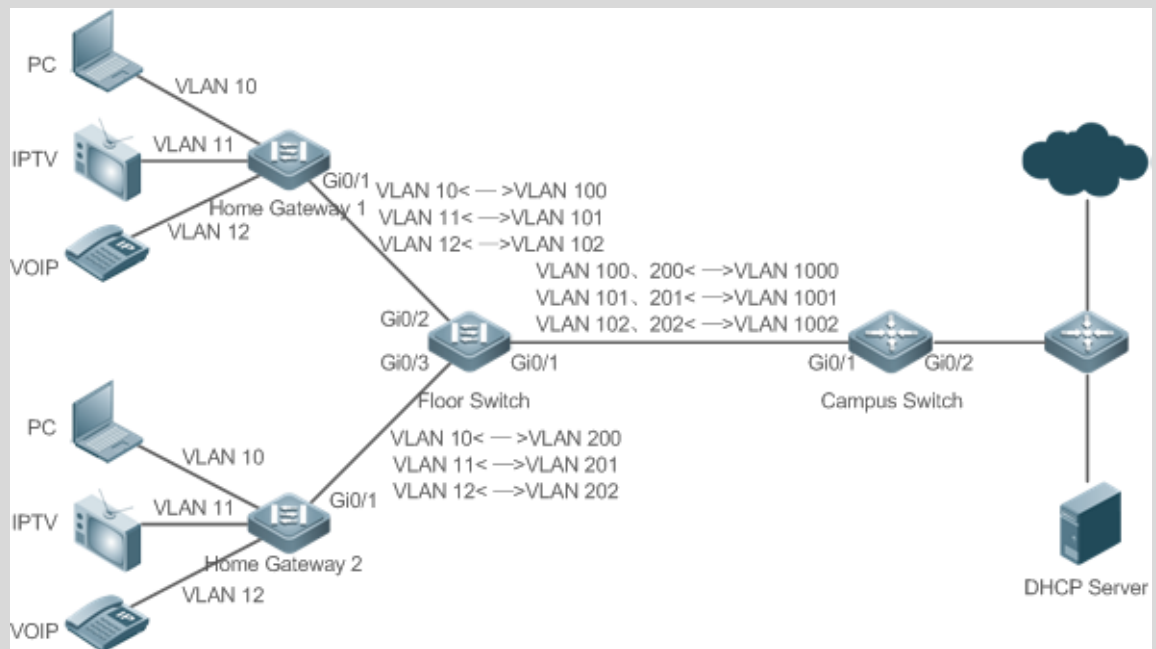 PC
VLAN 10
IPTV
VLAN 11
Gi0/1
Home Gateway 1
VLAN 12
VOIP
VLAN 10< — >VLAN 100
VLAN 11< —>VLAN 101
VLAN 12< —>VLAN 102
VLAN 100、200< —>VLAN 1000
VLAN 101、201< —>VLAN 1001
VLAN 102、202< —>VLAN 1002
Gi0/2
Gi0/3
Gi0/1
Floor Switch
Gi0/1
Gi0/2
Campus Switch
PC
VLAN 10
VLAN 10< — >VLAN 200
VLAN 11< —>VLAN 201
VLAN 12< —>VLAN 202
IPTV
VLAN 11
Gi0/1
Home Gateway 2
VLAN 12
VOIP
DHCP Server
IP
IP